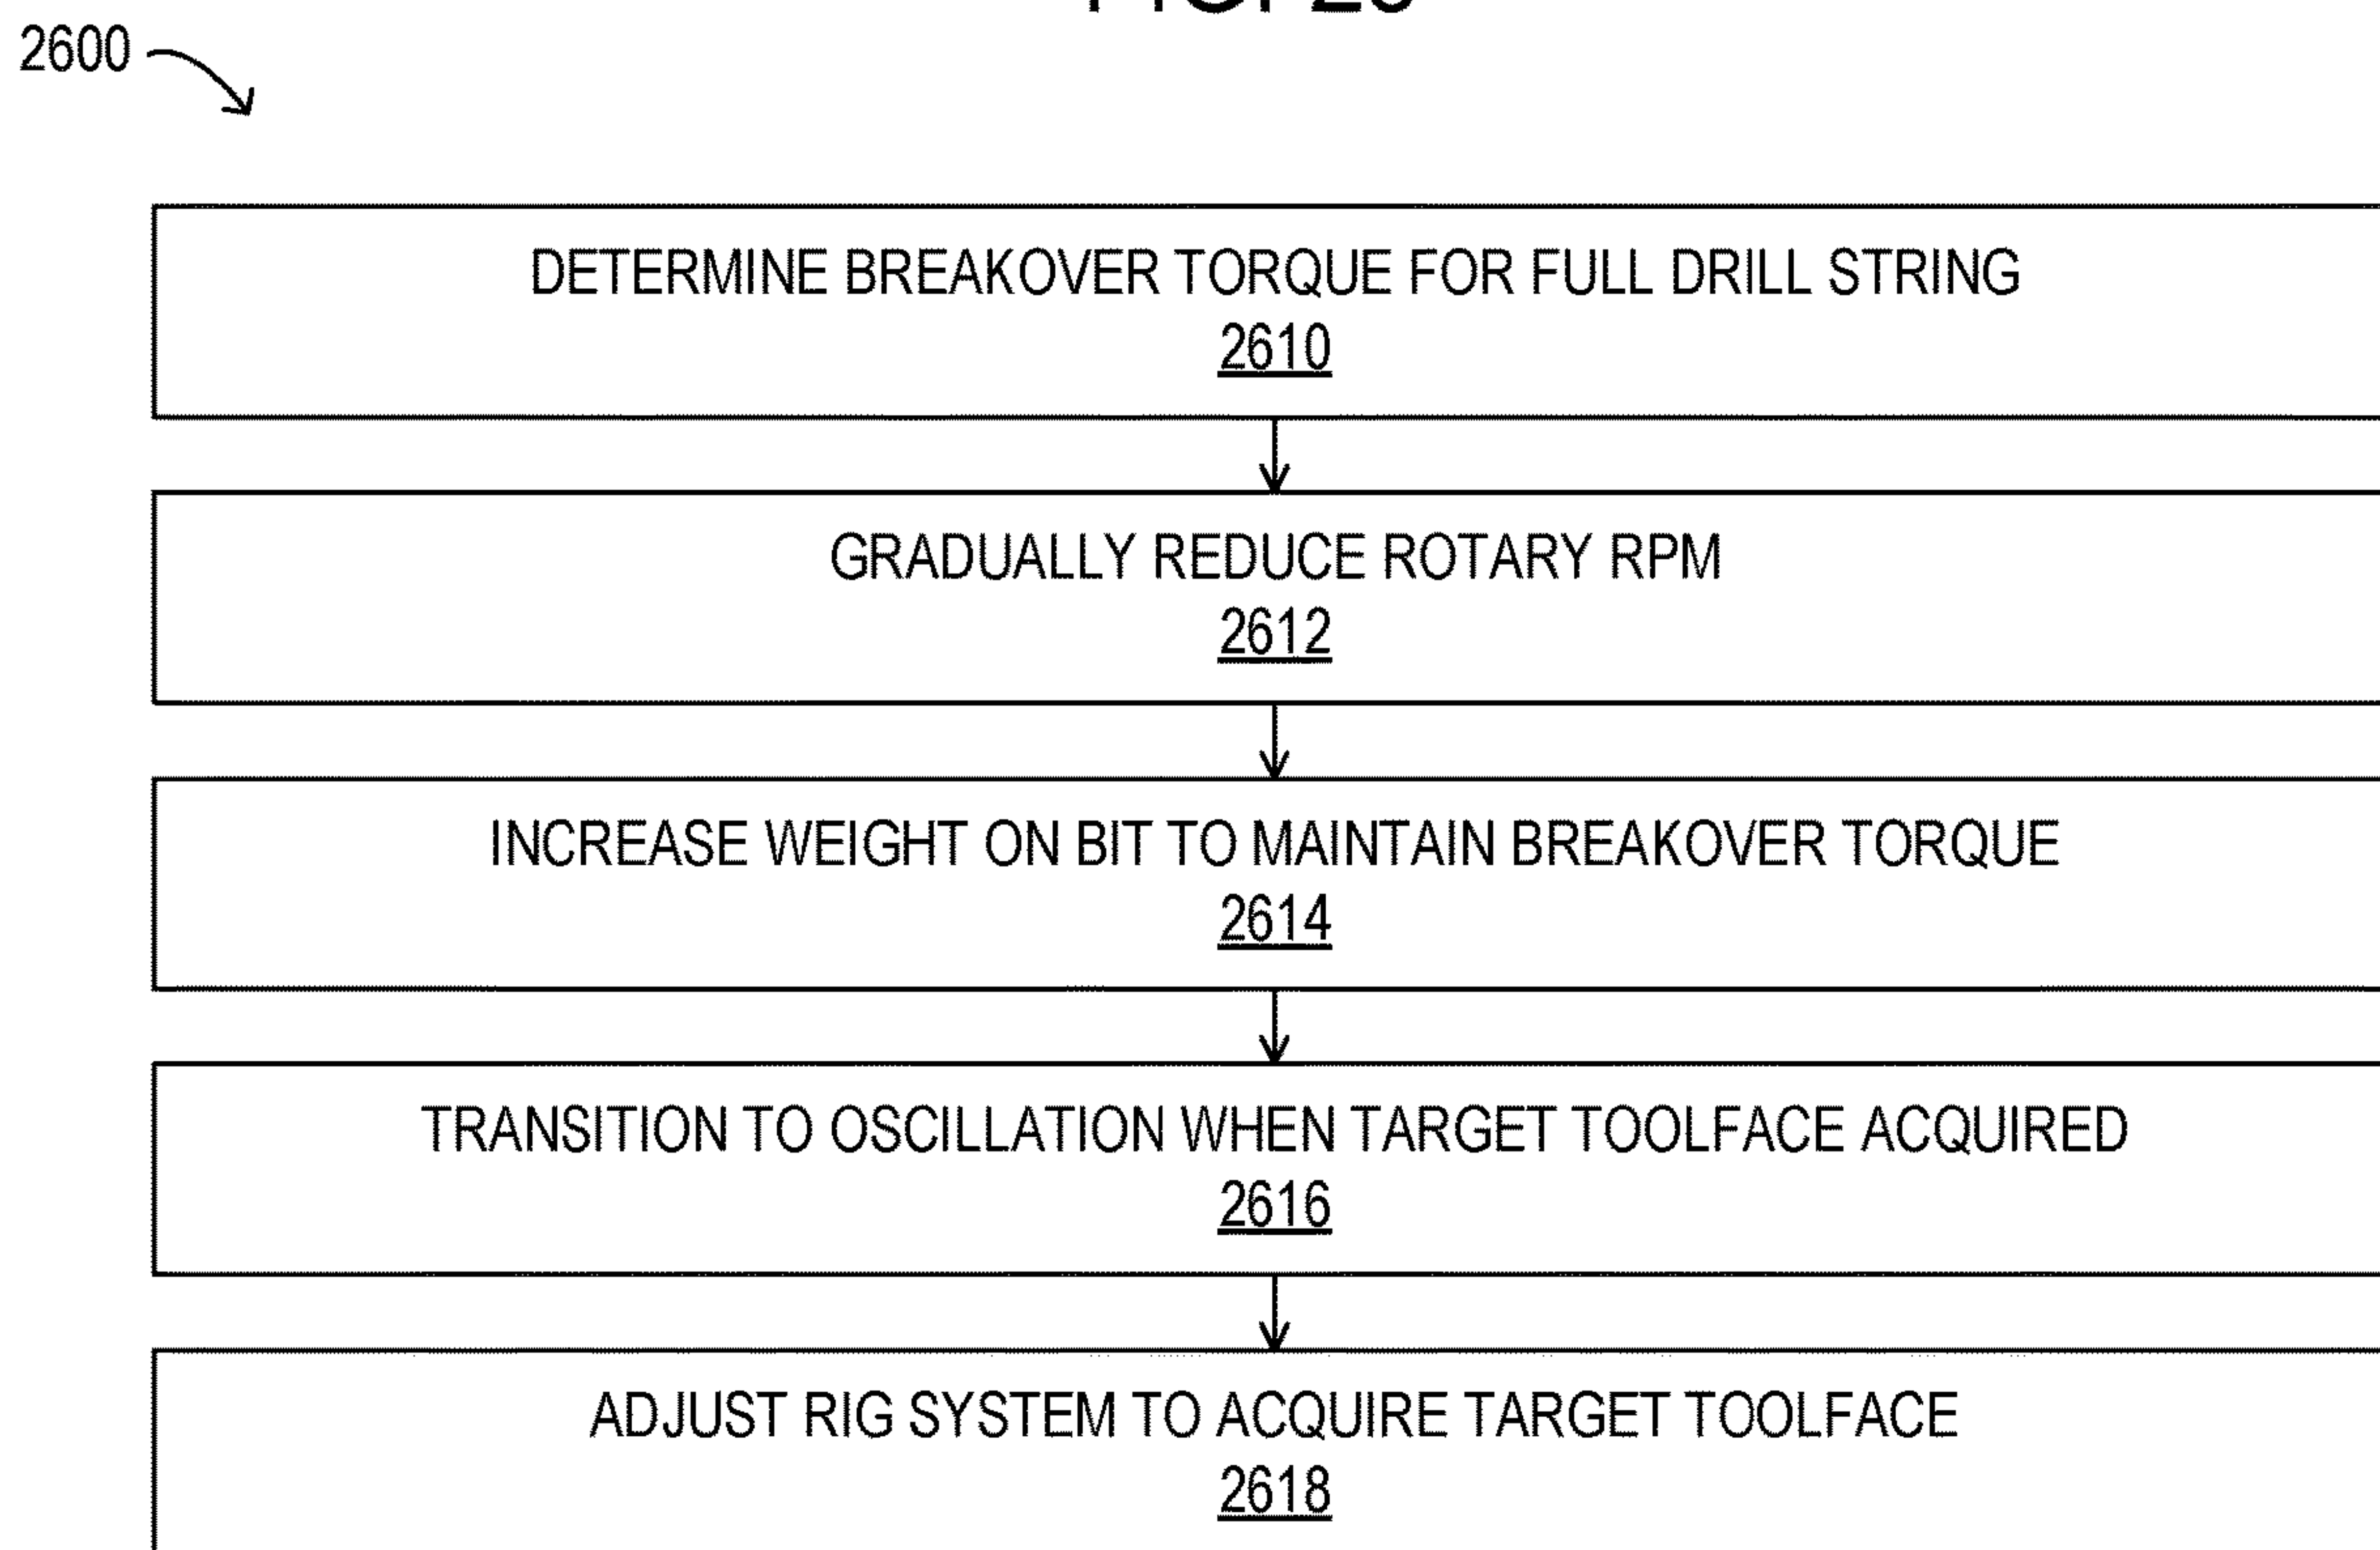 2600
DETERMINE BREAKOVER TORQUE FOR FULL DRILL STRING
2610
GRADUALLY REDUCE ROTARY RPM
2612
INCREASE WEIGHT ON BIT TO MAINTAIN BREAKOVER TORQUE
2614
TRANSITION TO OSCILLATION WHEN TARGET TOOLFACE ACQUIRED
2616
ADJUST RIG SYSTEM TO ACQUIRE TARGET TOOLFACE
2618